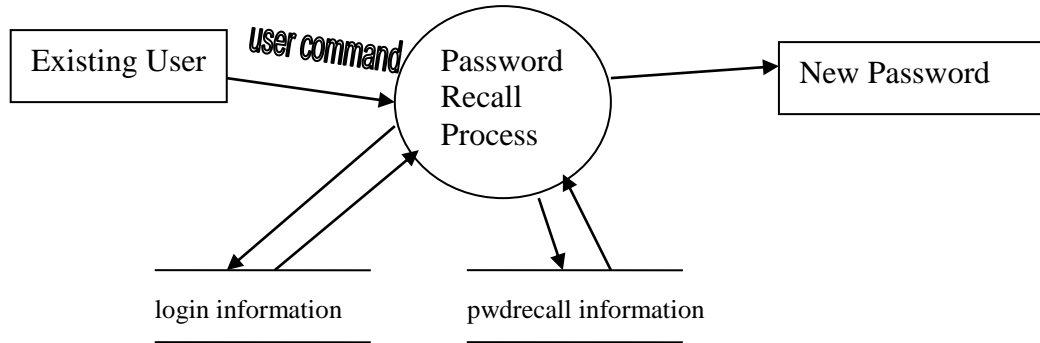 Existing User
user command
Password
Recall
Process
New Password
login information
pwdrecall information